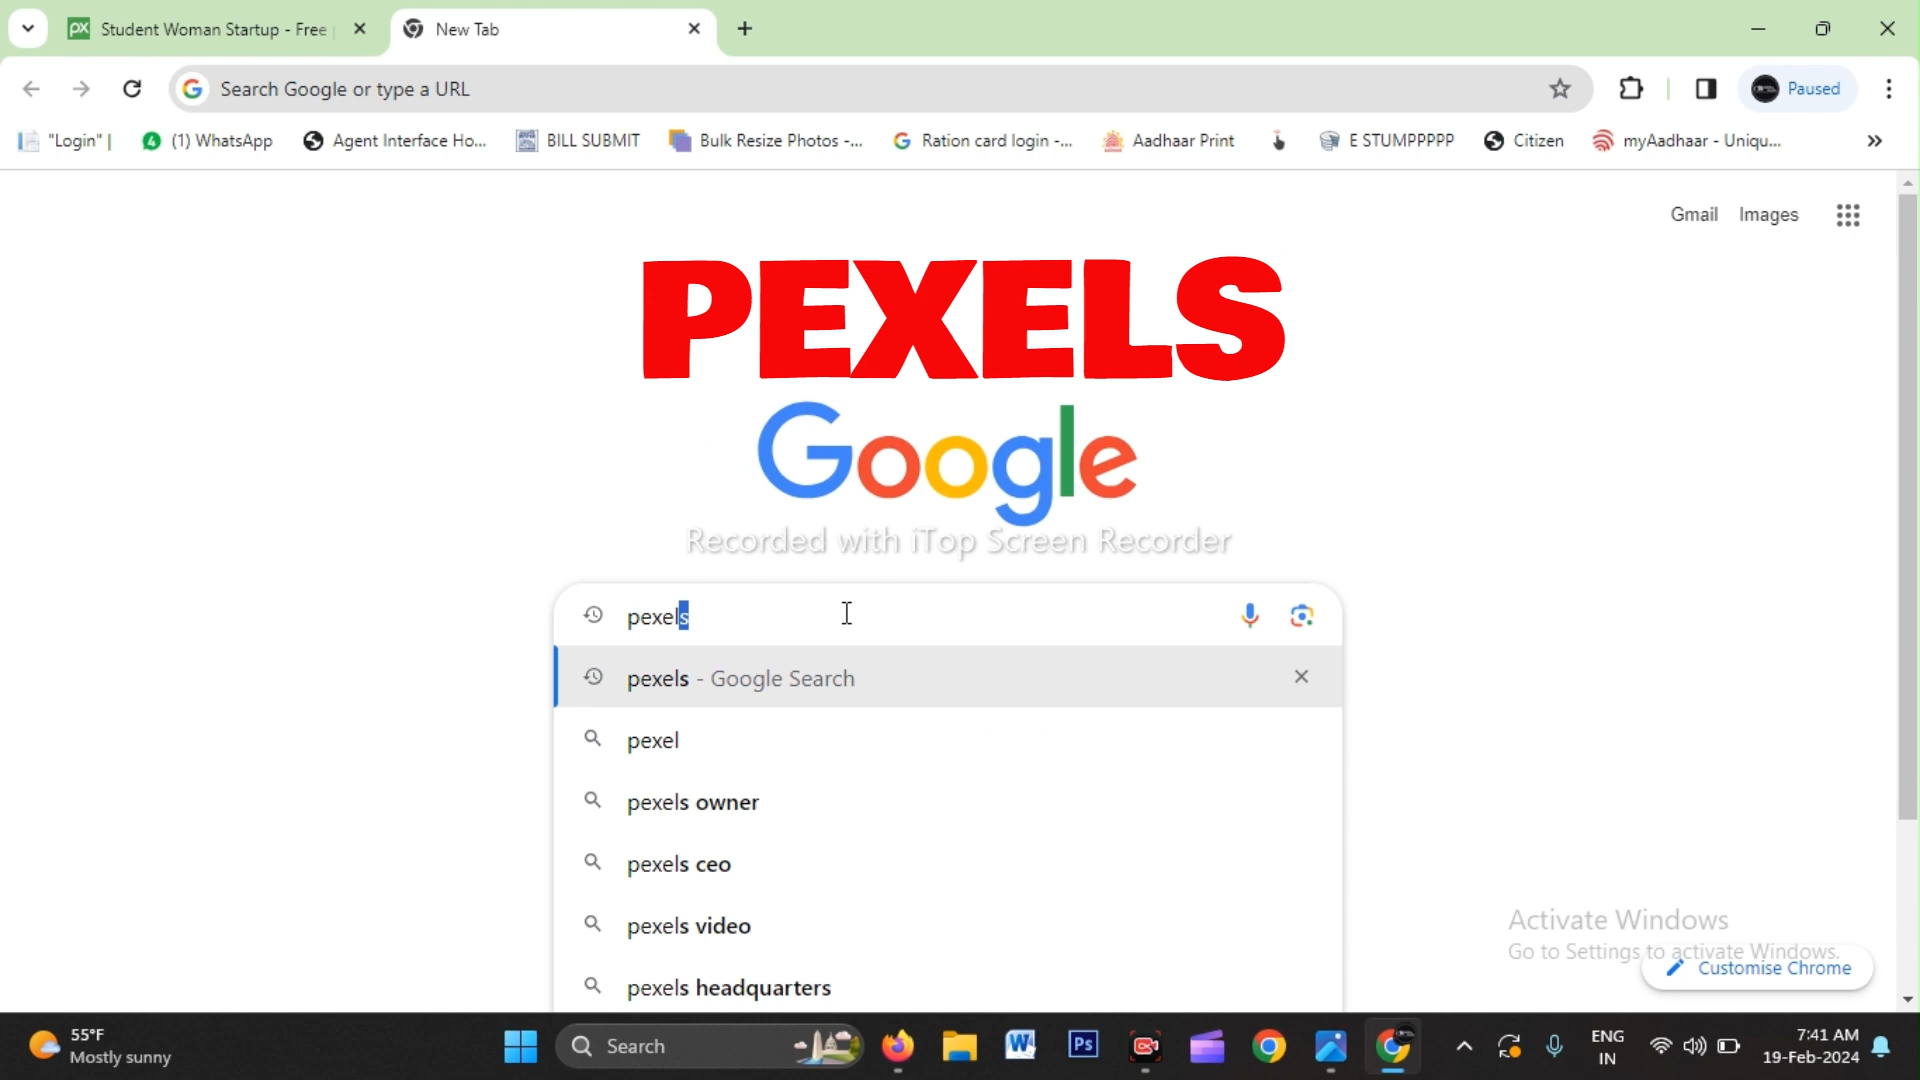 Student Woman Startup - Free
New Tab
Search Google or type a URL
Paused
"Login" |
(1) WhatsApp
Agent Interface Ho...
BILL SUBMIT
Bulk Resize Photos -...
Ration card login -...
Aadhaar Print
E STUMPPPPP
Citizen
myAadhaar - Uniqu...
Gmail
Images
PEXELS
Google
Recorded with iTop Screen Recorder
pexels
pexels - Google Search
pexel
pexels owner
pexels ceo
pexels video
pexels headquarters
Activate Windows
Go to Settings to activate Windows.
Customise Chrome
55°F
Mostly sunny
Search
ENG
IN
7:41 AM
19-Feb-2024